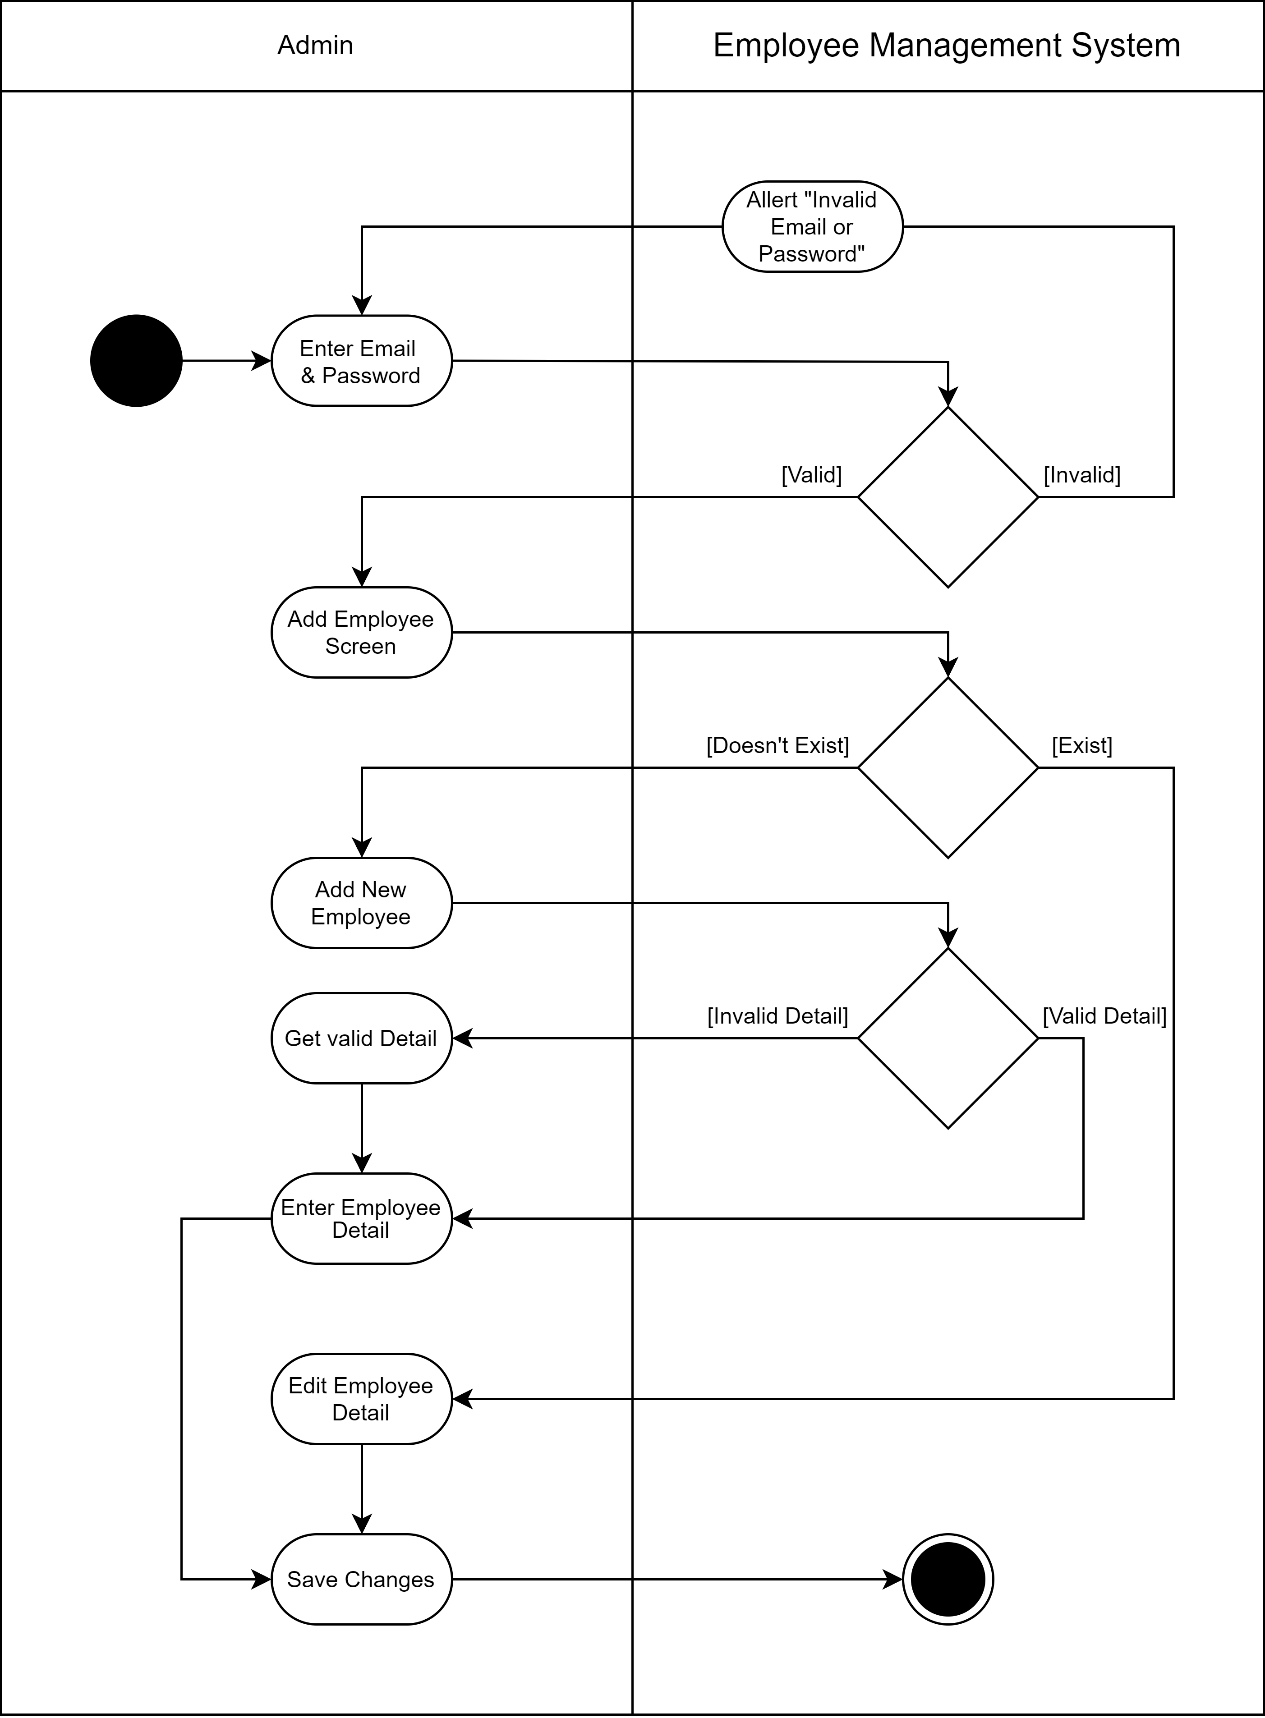 Admin
Employee Management System
Allert "Invalid
Email or
Password"
Enter Email
& Password
[Valid]
[Invalid]
Add Employee
Screen
[Doesn't Exist]
[Exist]
Add New
Employee
[Invalid Detail]
[Valid Detail]
Get valid Detail
Enter Employee
Detail
Edit Employee
Detail
Save Changes